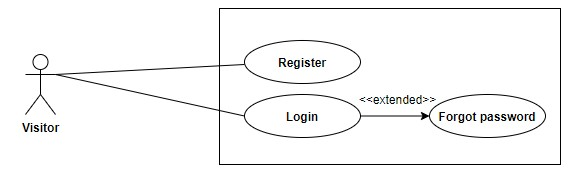 Register
<<extended>>
Login
Forgot password
Visitor